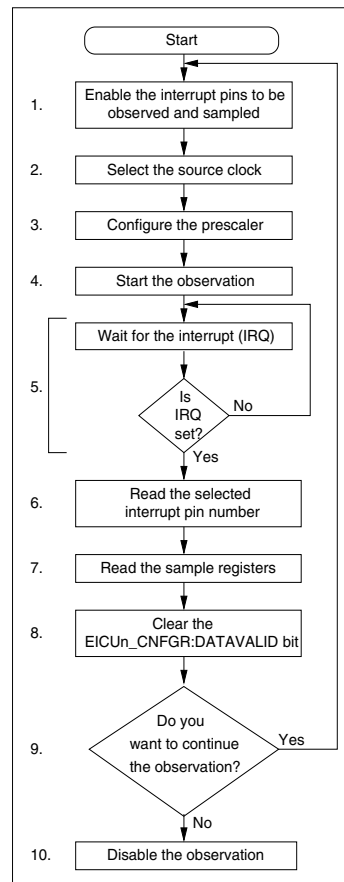 Start
1.
Enable the interrupt pins to be
observed and sampled
2.
Select the source clock
3.
Configure the prescaler
4.
Start the observation
Wait for the interrupt (IRQ)
5.
Is
IRQ
set?
No
Yes
6.
Read the selected
interrupt pin number
7.
Read the sample registers
8.
Clear the
EICUn_CNFGR:DATAVALID bit
9.
Do you
want to continue
the observation?
Yes
No
10.
Disable the observation